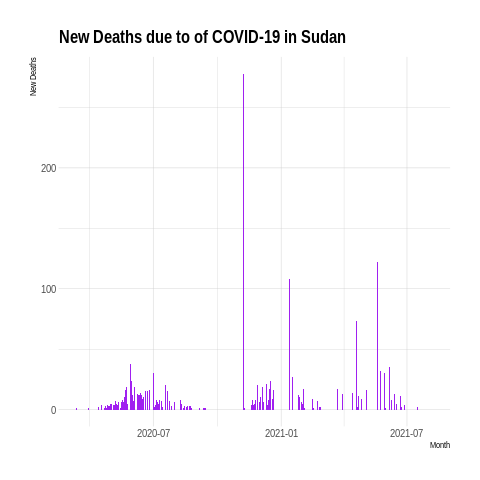 New Deaths due to of COVID-19 in Sudan
New Deaths
200
100
0
2020-07
2021-01
2021-07
Month